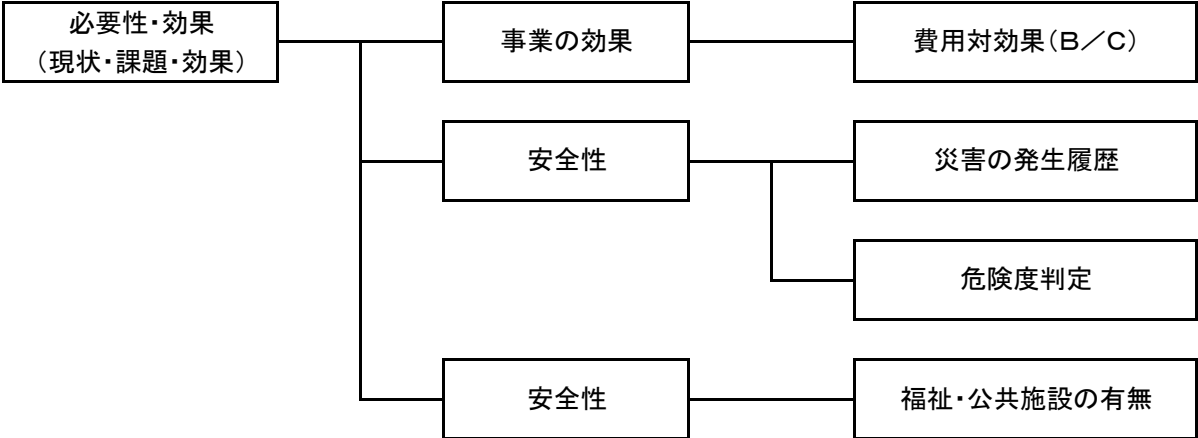 必要性・効果
（現状・課題・効果）
事業の効果
費用対効果（Ｂ／Ｃ）
安全性
災害の発生履歴
危険度判定
安全性
福祉・公共施設の有無